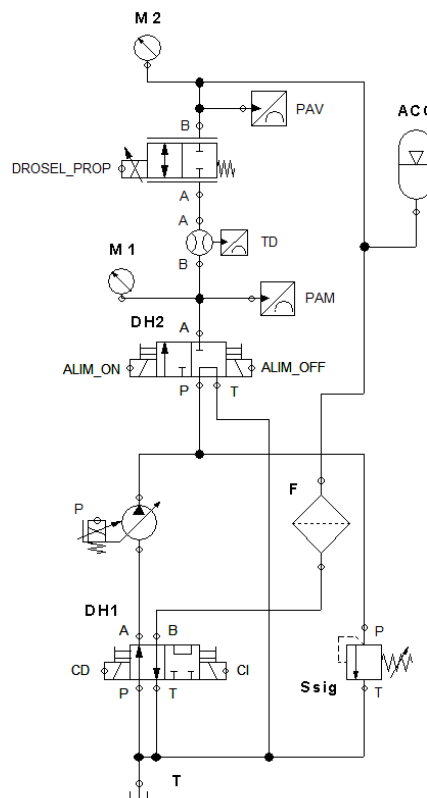 M 2
ACC
PAV
B
DROSEL_PROP
A
A
TD
M 1
B
PAM
DH2
A
ALIM_ON
ALIM_OFF
P
T
F
P
DH1
A
B
P
CD
CI
Ssig
P
T
T
T